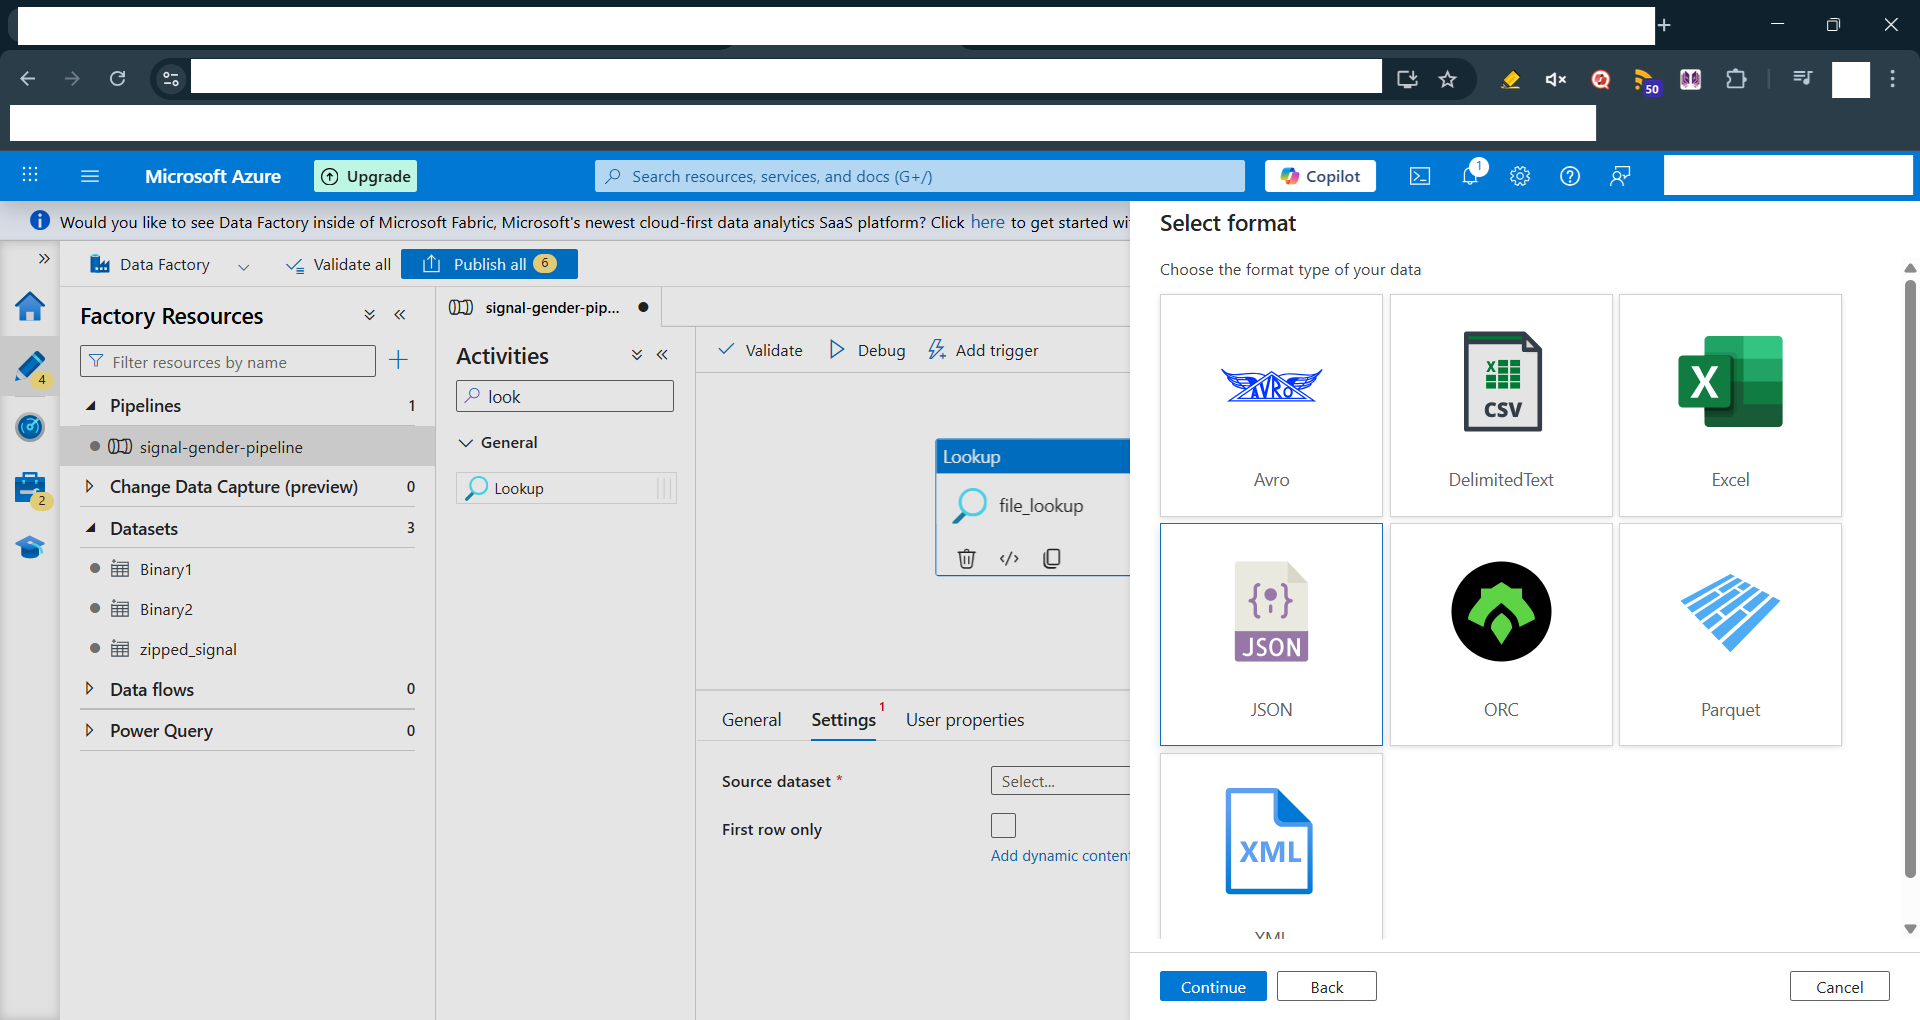 50
Microsoft Azure
Upgrade
Search resources, services, and docs (G+/)
Copilot
1
Would you like to see Data Factory inside of Microsoft Fabric, Microsoft's newest cloud-first data analytics SaaS platform? Click here to get started wi
Data Factory
Validate all
Publish all 6
Factory Resources
Filter resources by name
4
Pipelines 1
signal-gender-pipeline
Change Data Capture (preview) 0
2
Datasets 3
Binary1
Binary2
zipped_signal
Data flows 0
Power Query 0
signal-gender-pip...
Activities
look
General
Lookup
Validate
Debug
Add trigger
Lookup
file_lookup
General
Settings 1
User properties
Source dataset *
Select...
First row only
Add dynamic content
Select format
Choose the format type of your data
AVRO
Avro
CSV
DelimitedText
X
Excel
JSON
JSON
ORC
Parquet
XML
XML
Continue
Back
Cancel